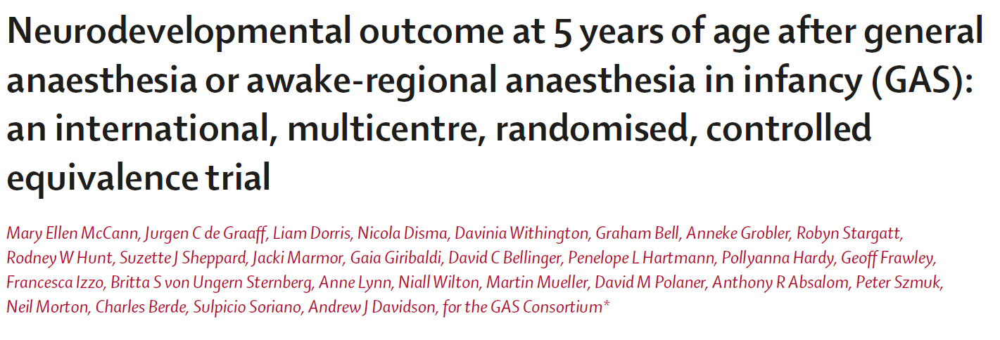 Neurodevelopmental outcome at 5 years of age after general
anaesthesia or awake-regional anaesthesia in infancy (GAS):
an international, multicentre, randomised, controlled
equivalence trial
Mary Ellen McCann, Jurgen C de Graaff, Liam Dorris, Nicola Disma, Davinia Withington, Graham Bell, Anneke Grobler, Robyn Stargatt,
Rodney W Hunt, Suzette J Sheppard, Jacki Marmor, Gaia Giribaldi, David C Bellinger, Penelope L Hartmann, Pollyanna Hardy, Geoff Frawley,
Francesca Izzo, Britta S von Ungern Sternberg, Anne Lynn, Niall Wilton, Martin Mueller, David M Polaner, Anthony R Absalom, Peter Szmuk,
Neil Morton, Charles Berde, Sulpicio Soriano, Andrew J Davidson, for the GAS Consortium*